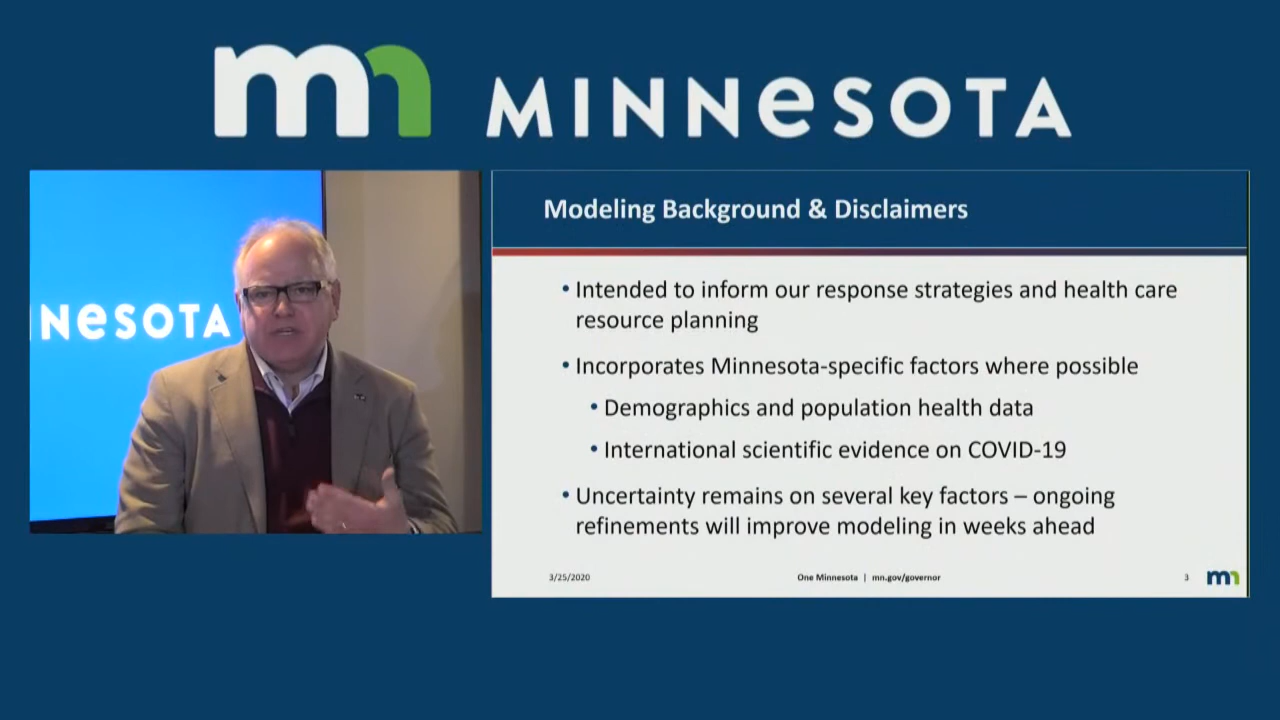 mn MINNeSOTA
NNeSOTA
Modeling Background & Disclaimers
• Intended to inform our response strategies and health care
resource planning
• Incorporates Minnesota-specific factors where possible
• Demographics and population health data
• International scientific evidence on COVID-19
• Uncertainty remains on several key factors – ongoing
refinements will improve modeling in weeks ahead
3/25/2020
One Minnesota | mn.gov/governor
3
mn